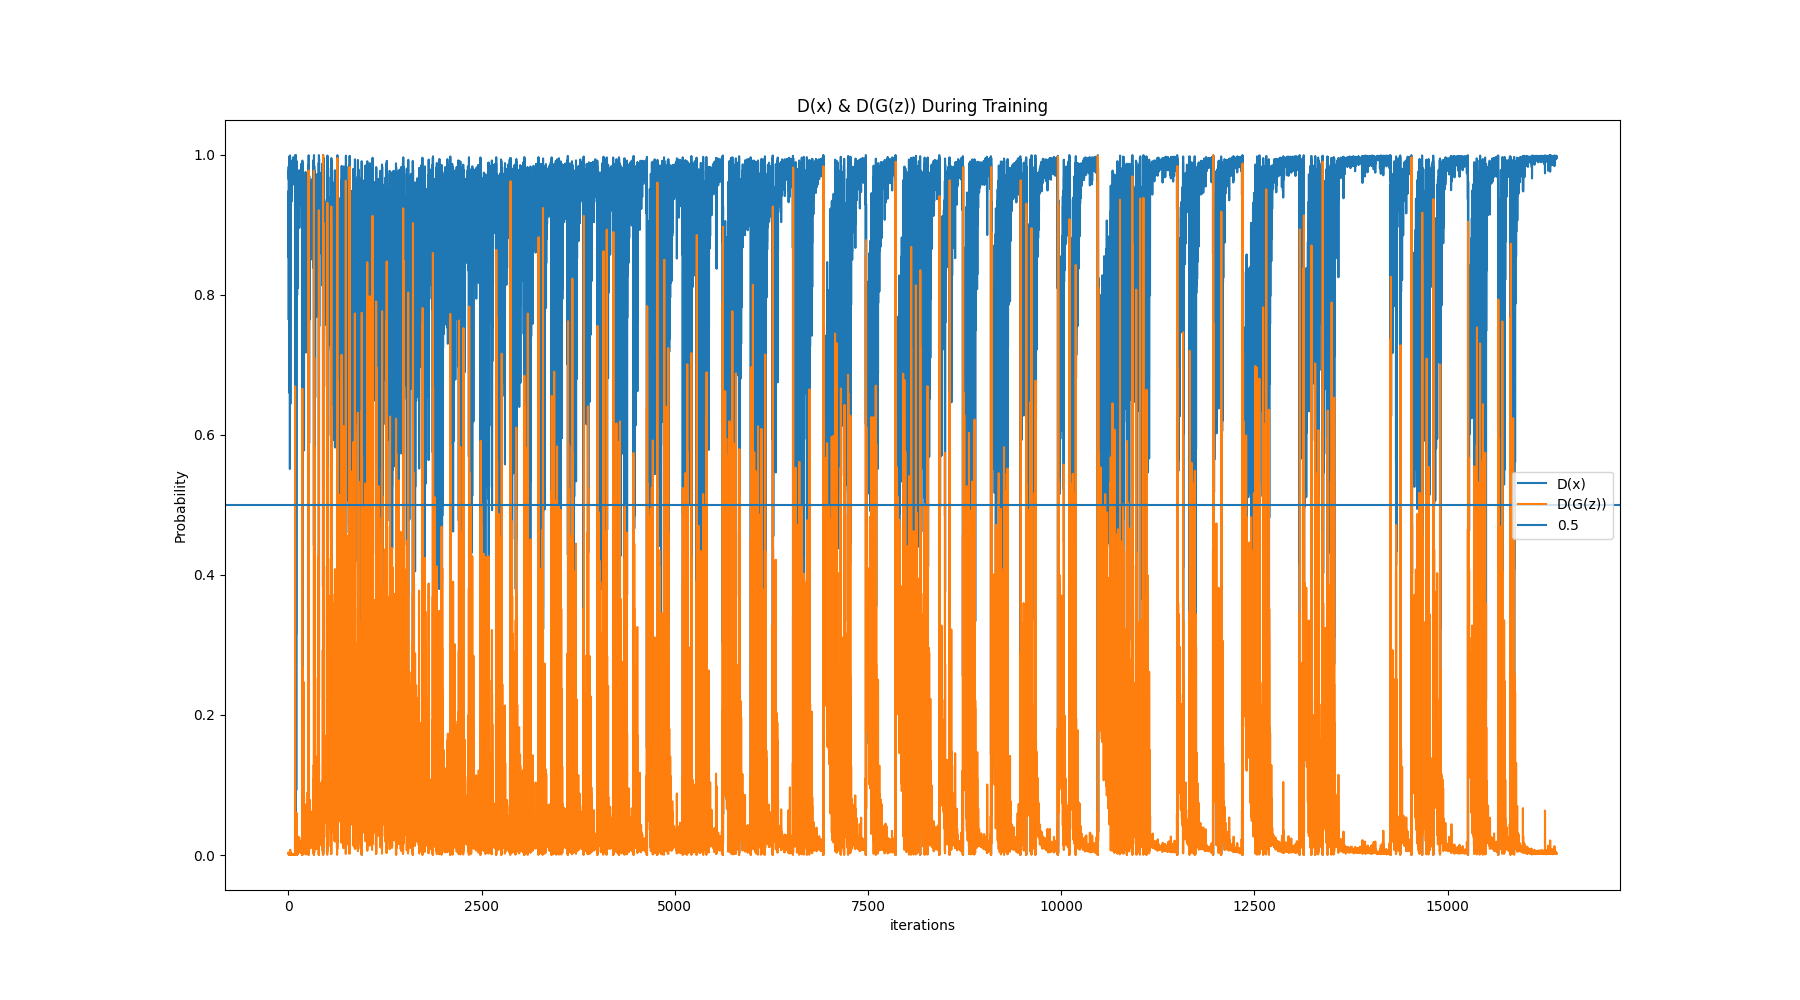 D(x) & D(G(z)) During Training
1.0
0.8
0.6
0.4
0.2
0.0
Probability
D(x)
D(G(z))
0.5
0
2500
5000
7500
10000
12500
15000
iterations